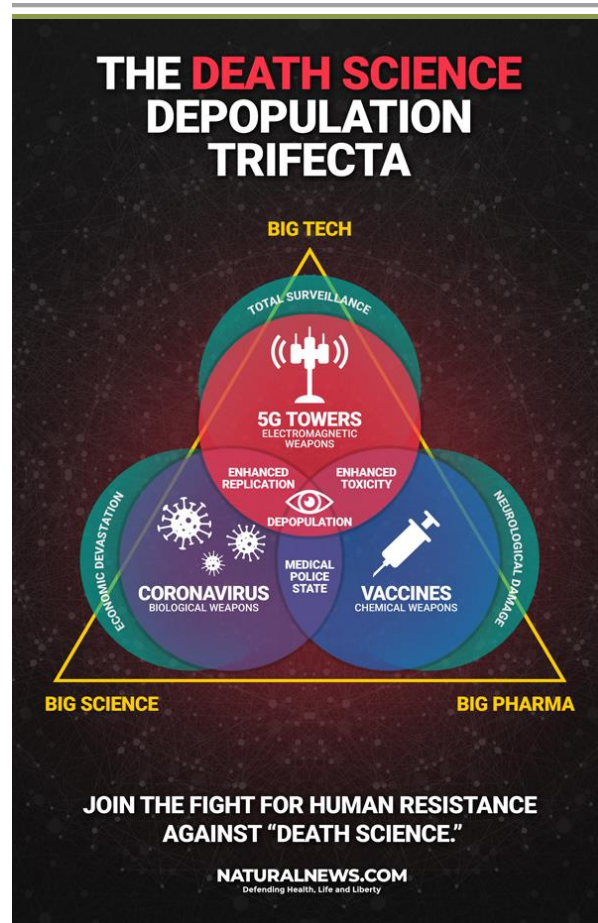 THE DEATH SCIENCE
DEPOPULATION
TRIFECTA
BIG TECH
TOTAL SURVEILLANCE
5G TOWERS
ELECTROMAGNETIC
WEAPONS
ENHANCED
REPLICATION
ENHANCED
TOXICITY
DEPOPULATION
ECONOMIC DEVASTATION
NEUROLOGICAL DAMAGE
MEDICAL
POLICE
STATE
CORONAVIRUS
BIOLOGICAL WEAPONS
VACCINES
CHEMICAL WEAPONS
BIG SCIENCE
BIG PHARMA
JOIN THE FIGHT FOR HUMAN RESISTANCE
AGAINST “DEATH SCIENCE.”
NATURALNEWS.COM
Defending Health, Life and Liberty